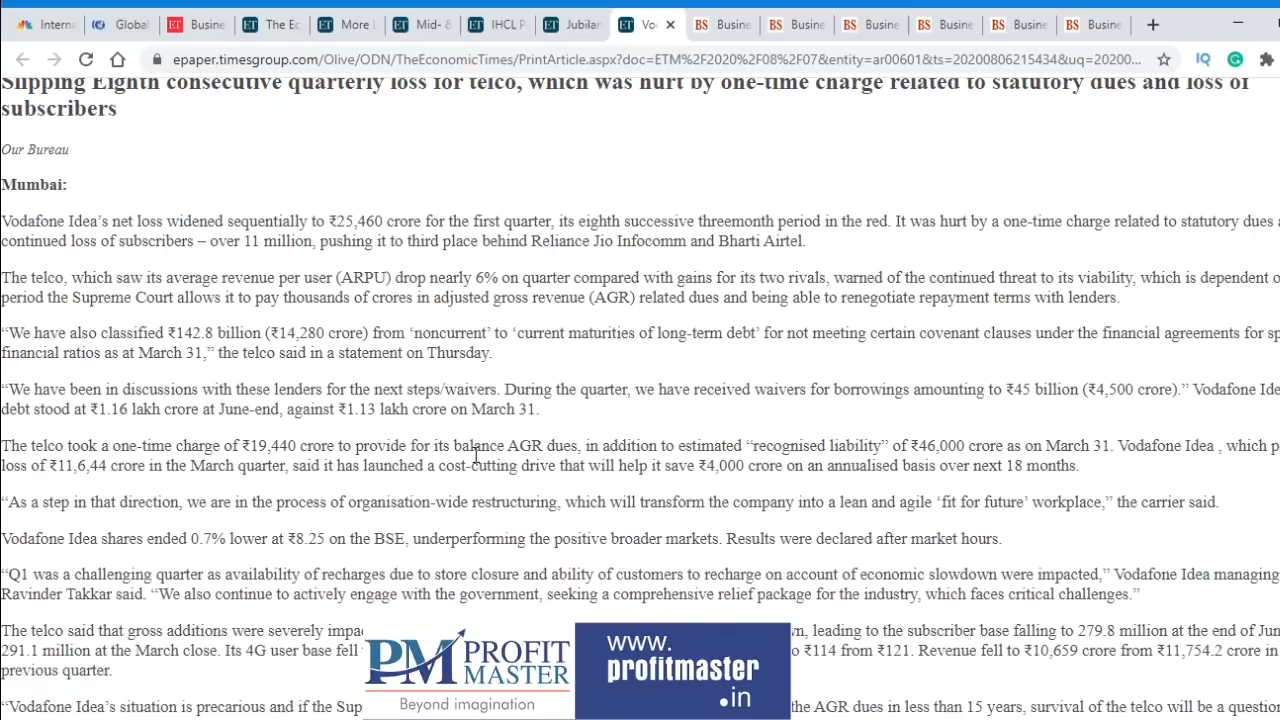 Interna
Global
Busine
The Ec
More L
Mid- &
IHCL P
Jubilan
Vo
Busine
Busine
Busine
Busine
Busine
Busine
epaper.timesgroup.com/Olive/ODN/TheEconomicTimes/PrintArticle.aspx?doc=ETM%2F2020%2F08%2F07&entity=ar00601&ts=20200806215434&uq=20200...
Slipping Eighth consecutive quarterly loss for telco, which was hurt by one-time charge related to statutory dues and loss of
subscribers
Our Bureau
Mumbai:
Vodafone Idea’s net loss widened sequentially to ₹25,460 crore for the first quarter, its eighth successive threemonth period in the red. It was hurt by a one-time charge related to statutory dues a
continued loss of subscribers – over 11 million, pushing it to third place behind Reliance Jio Infocomm and Bharti Airtel.
The telco, which saw its average revenue per user (ARPU) drop nearly 6% on quarter compared with gains for its two rivals, warned of the continued threat to its viability, which is dependent o
period the Supreme Court allows it to pay thousands of crores in adjusted gross revenue (AGR) related dues and being able to renegotiate repayment terms with lenders.
“We have also classified ₹142.8 billion (₹14,280 crore) from ‘noncurrent’ to ‘current maturities of long-term debt’ for not meeting certain covenant clauses under the financial agreements for sp
financial ratios as at March 31,” the telco said in a statement on Thursday.
“We have been in discussions with these lenders for the next steps/waivers. During the quarter, we have received waivers for borrowings amounting to ₹45 billion (₹4,500 crore).” Vodafone Ide
debt stood at ₹1.16 lakh crore at June-end, against ₹1.13 lakh crore on March 31.
The telco took a one-time charge of ₹19,440 crore to provide for its balance AGR dues, in addition to estimated “recognised liability” of ₹46,000 crore as on March 31. Vodafone Idea , which p
loss of ₹11,6,44 crore in the March quarter, said it has launched a cost-cutting drive that will help it save ₹4,000 crore on an annualised basis over next 18 months.
“As a step in that direction, we are in the process of organisation-wide restructuring, which will transform the company into a lean and agile ‘fit for future’ workplace,” the carrier said.
Vodafone Idea shares ended 0.7% lower at ₹8.25 on the BSE, underperforming the positive broader markets. Results were declared after market hours.
“Q1 was a challenging quarter as availability of recharges due to store closure and ability of customers to recharge on account of economic slowdown were impacted,” Vodafone Idea managing
Ravinder Takkar said. “We also continue to actively engage with the government, seeking a comprehensive relief package for the industry, which faces critical challenges.”
The telco said that gross additions were severely impa vn, leading to the subscriber base falling to 279.8 million at the end of Jun
291.1 million at the March close. Its 4G user base fell o ₹114 from ₹121. Revenue fell to ₹10,659 crore from ₹11,754.2 crore in
previous quarter.
“Vodafone Idea’s situation is precarious and if the Sup the AGR dues in less than 15 years, survival of the telco will be a question
PM PROFIT MASTER
Beyond imagination
www.
profitmaster
.in